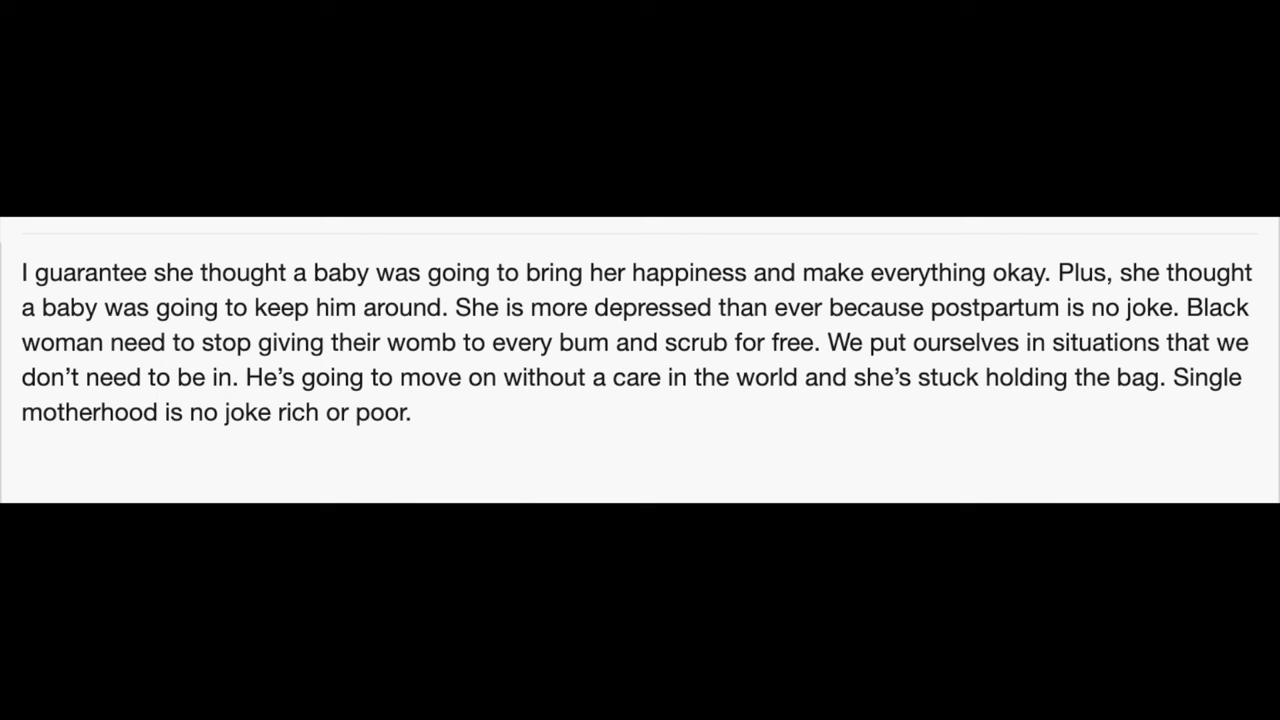 I guarantee she thought a baby was going to bring her happiness and make everything okay. Plus, she thought
a baby was going to keep him around. She is more depressed than ever because postpartum is no joke. Black
woman need to stop giving their womb to every bum and scrub for free. We put ourselves in situations that we
don’t need to be in. He’s going to move on without a care in the world and she’s stuck holding the bag. Single
motherhood is no joke rich or poor.